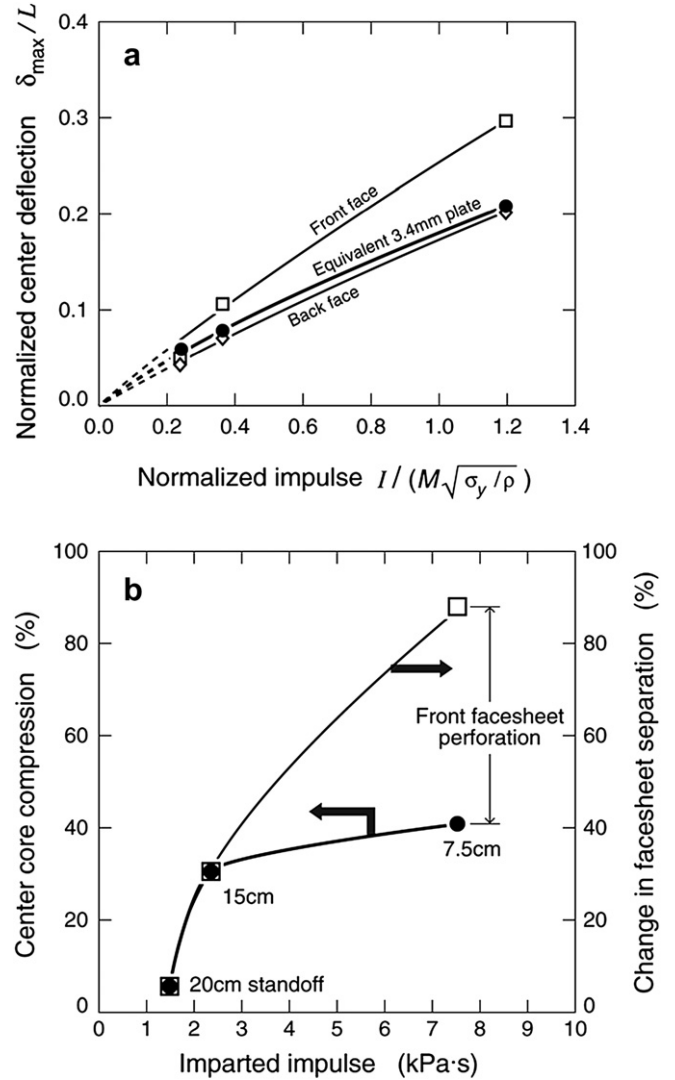 a
Normalized center deflection δmax/L
0.4
0.3
0.2
0.1
0.0
Front face
Equivalent 3.4mm plate
Back face
0.0 0.2 0.4 0.6 0.8 1.0 1.2 1.4
Normalized impulse I/(M√σy/ρ)
b
Center core compression (%)
100
80
60
40
20
0
Change in facesheet separation (%)
100
80
60
40
20
0
Front facesheet
perforation
7.5cm
15cm
20cm standoff
0 1 2 3 4 5 6 7 8 9 10
Imparted impulse (kPa·s)